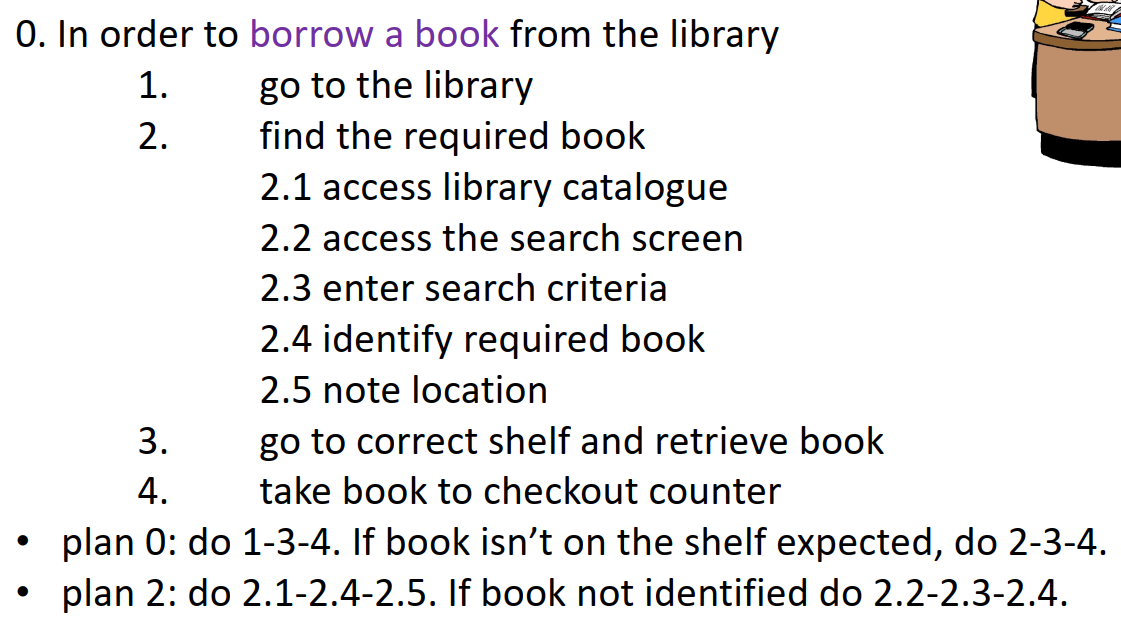 0. In order to borrow a book from the library
1. go to the library
2. find the required book
2.1 access library catalogue
2.2 access the search screen
2.3 enter search criteria
2.4 identify required book
2.5 note location
3. go to correct shelf and retrieve book
4. take book to checkout counter
• plan 0: do 1-3-4. If book isn’t on the shelf expected, do 2-3-4.
• plan 2: do 2.1-2.4-2.5. If book not identified do 2.2-2.3-2.4.